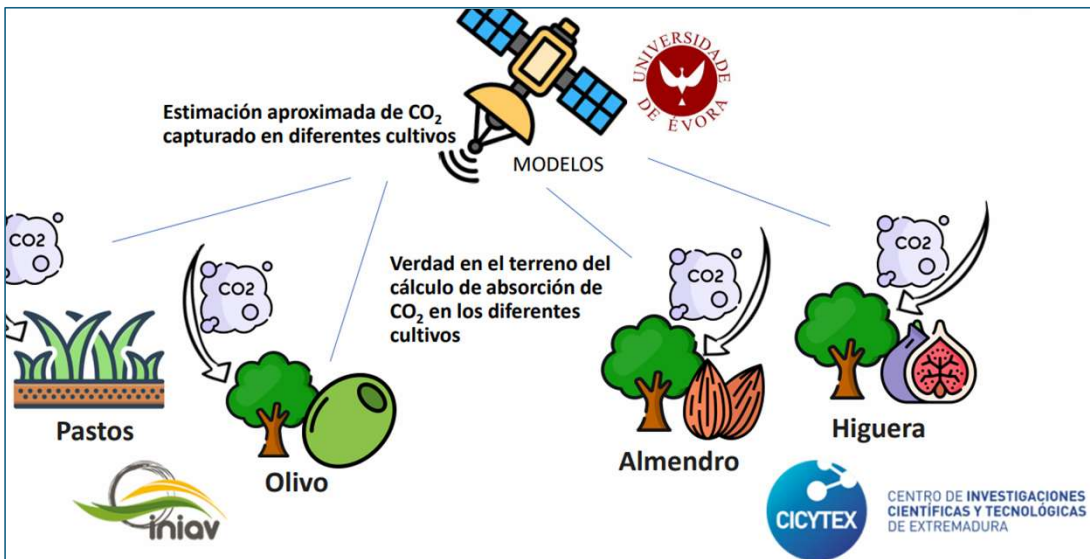 UNIVERSIDADE
DE ÉVORA
Estimación aproximada de CO₂
capturado en diferentes cultivos
MODELOS
CO2
CO2
CO2
CO2
Verdad en el terreno del
cálculo de absorción de
CO₂ en los diferentes
cultivos
Pastos
Olivo
Almendro
Higuera
iniav
CICYTEX
CENTRO DE INVESTIGACIONES
CIENTÍFICAS Y TECNOLÓGICAS
DE EXTREMADURA